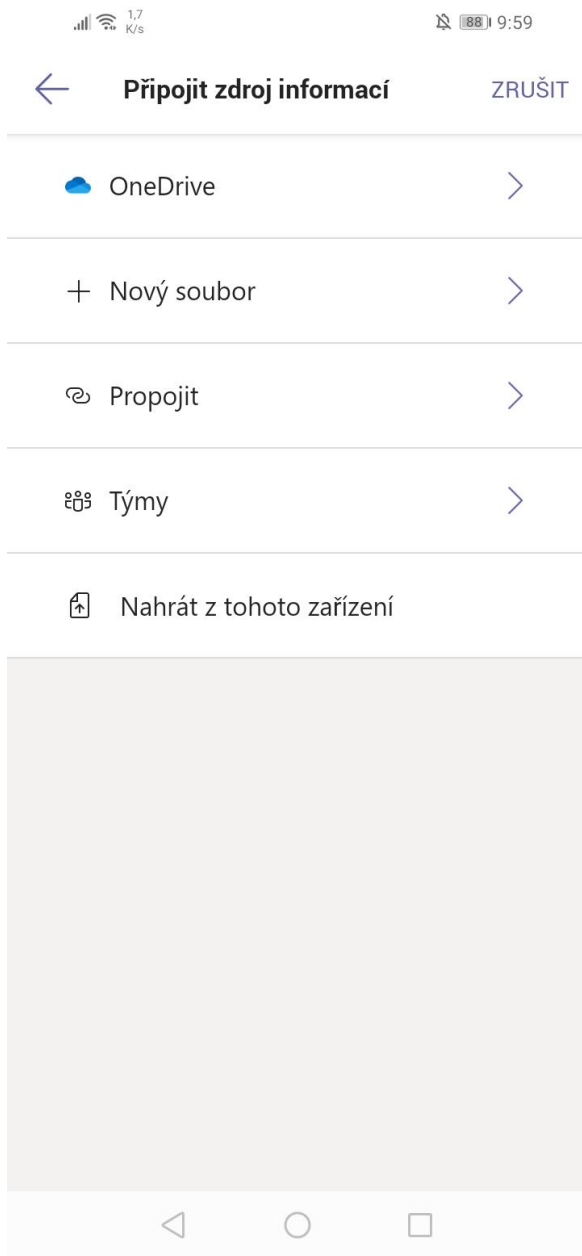 1,7
K/s
88 9:59
Připojit zdroj informací ZRUŠIT
OneDrive
Nový soubor
Propojit
Týmy
Nahrát z tohoto zařízení